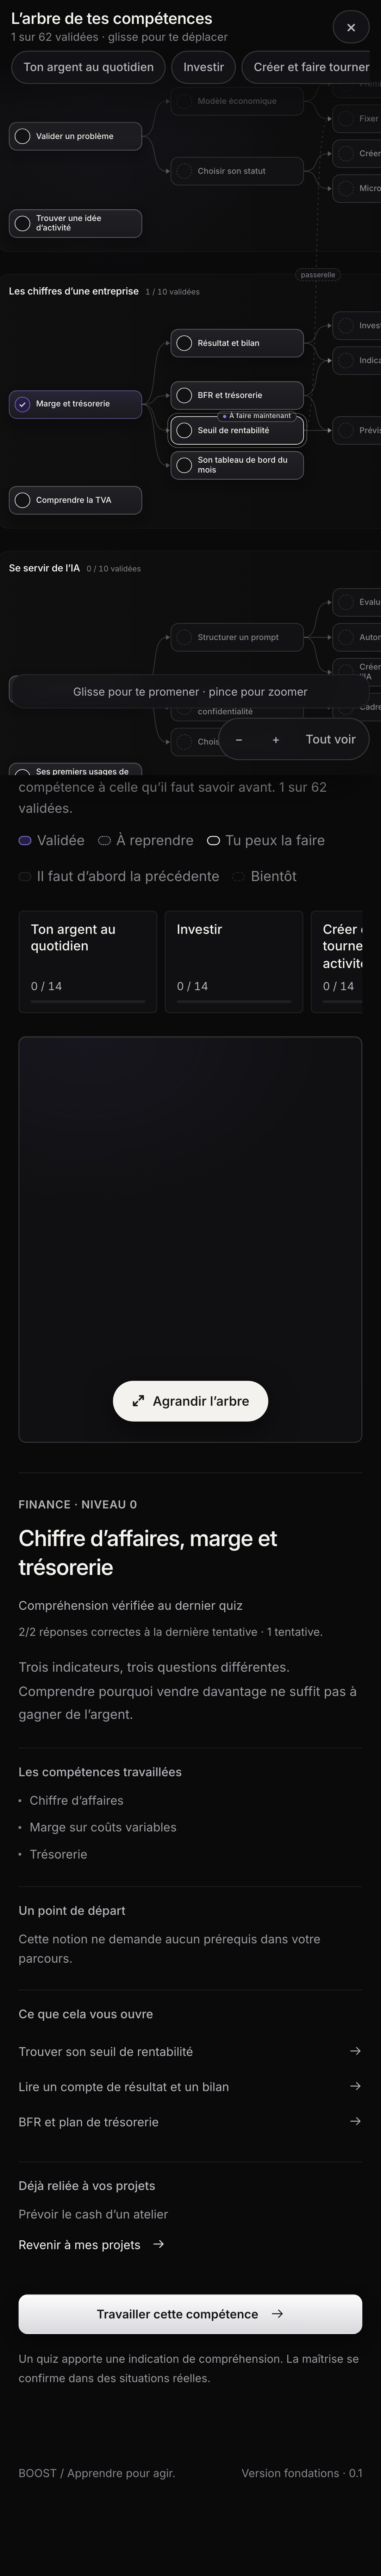 L’arbre de tes compétences
1 sur 62 validées · glisse pour te déplacer
×
Ton argent au quotidien
Investir
Créer et faire tourner
Modèle économique
Fixer
Valider un problème
Créer
Choisir son statut
Micro
Trouver une idée
d’activité
passerelle
Les chiffres d’une entreprise 1 / 10 validées
Résultat et bilan
BFR et trésorerie
Marge et trésorerie
À faire maintenant
Seuil de rentabilité
Son tableau de bord du
mois
Comprendre la TVA
Se servir de l’IA 0 / 10 validées
Structurer un prompt
Glisse pour te promener · pince pour zoomer
confidentialité
− + Tout voir
Ses premiers usages de
compétence à celle qu’il faut savoir avant. 1 sur 62
validées.
Validée À reprendre Tu peux la faire
Il faut d’abord la précédente Bientôt
Ton argent au
quotidien
0 / 14
Investir
0 / 14
Créer
0 / 14
Agrandir l’arbre
FINANCE · NIVEAU 0
Chiffre d’affaires, marge et
trésorerie
Compréhension vérifiée au dernier quiz
2/2 réponses correctes à la dernière tentative · 1 tentative.
Trois indicateurs, trois questions différentes.
Comprendre pourquoi vendre davantage ne suffit pas à
gagner de l’argent.
Les compétences travaillées
Chiffre d’affaires
Marge sur coûts variables
Trésorerie
Un point de départ
Cette notion ne demande aucun prérequis dans votre
parcours.
Ce que cela vous ouvre
Trouver son seuil de rentabilité →
Lire un compte de résultat et un bilan →
BFR et plan de trésorerie →
Déjà reliée à vos projets
Prévoir le cash d’un atelier
Revenir à mes projets →
Travailler cette compétence →
Un quiz apporte une indication de compréhension. La maîtrise se
confirme dans des situations réelles.
BOOST / Apprendre pour agir.
Version fondations · 0.1